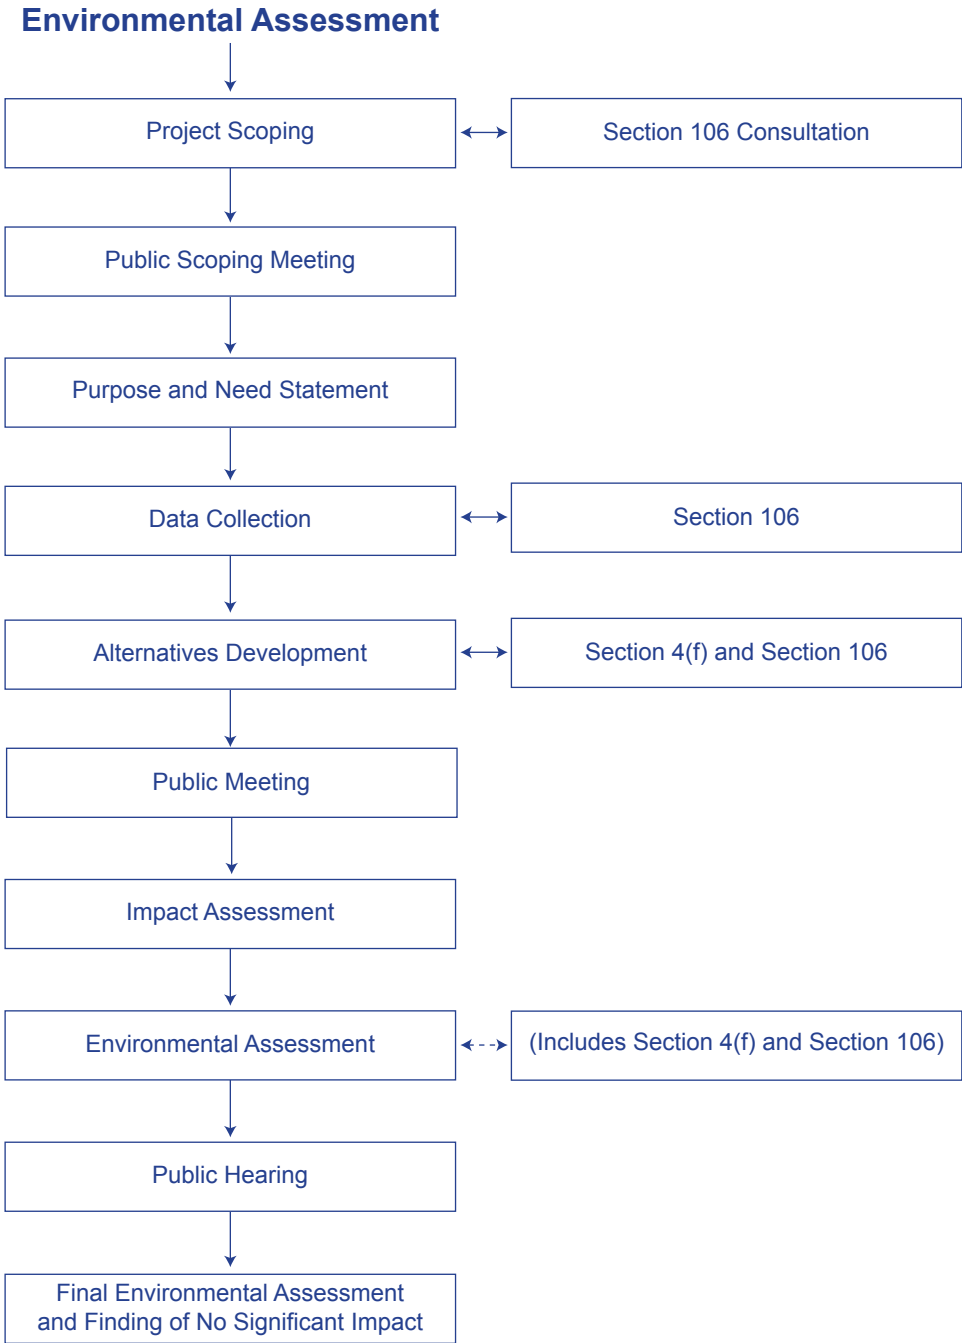 Environmental Assessment
Project Scoping
Section 106 Consultation
Public Scoping Meeting
Purpose and Need Statement
Data Collection
Section 106
Alternatives Development
Section 4(f) and Section 106
Public Meeting
Impact Assessment
Environmental Assessment
(Includes Section 4(f) and Section 106)
Public Hearing
Final Environmental Assessment
and Finding of No Significant Impact